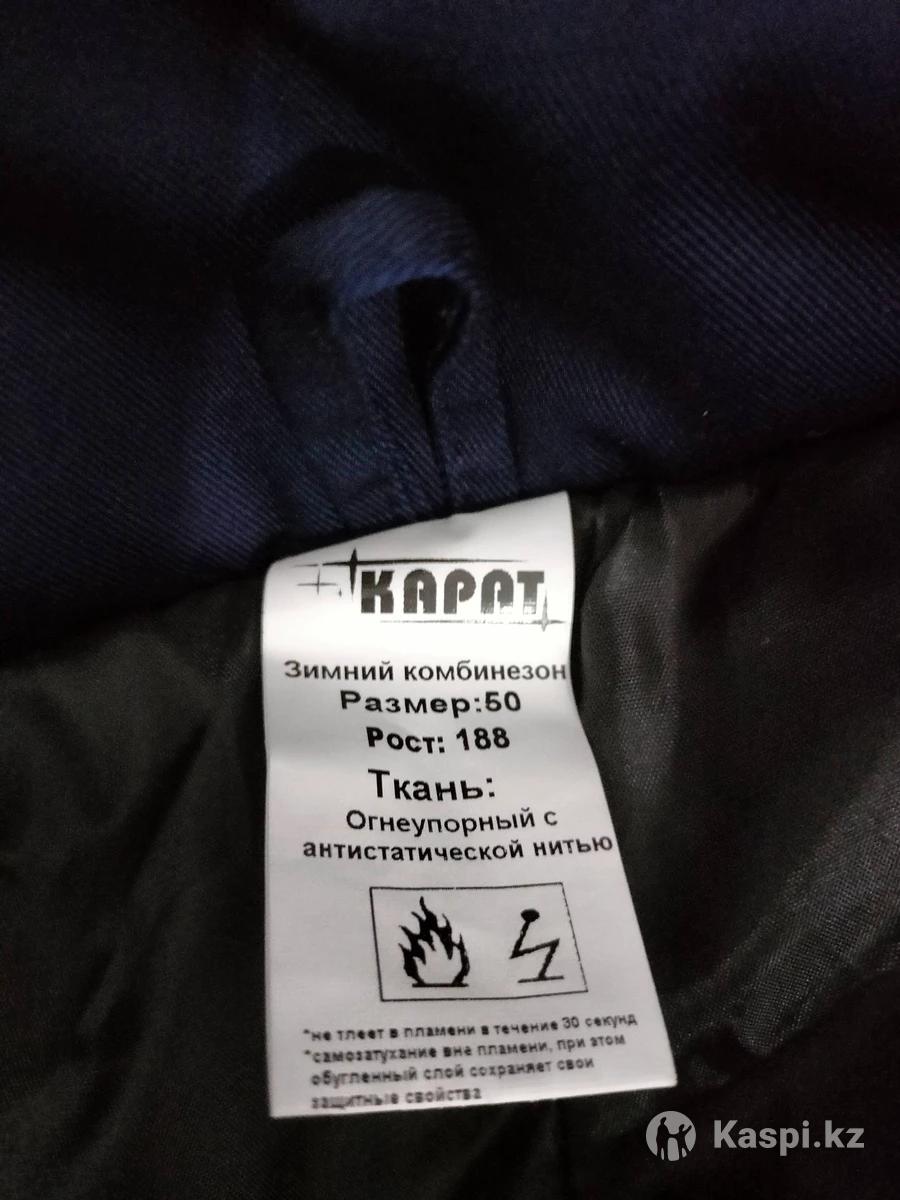 КАРАТ
Зимний комбинезон
Размер:50
Рост: 188
Ткань:
Огнеупорный с
антистатической нитью
*не тлеет в пламени в течение 30 секунд
*самозатухание вне пламени, при этом
обугленный слой сохраняет свои
защитные свойства
Kaspi.kz